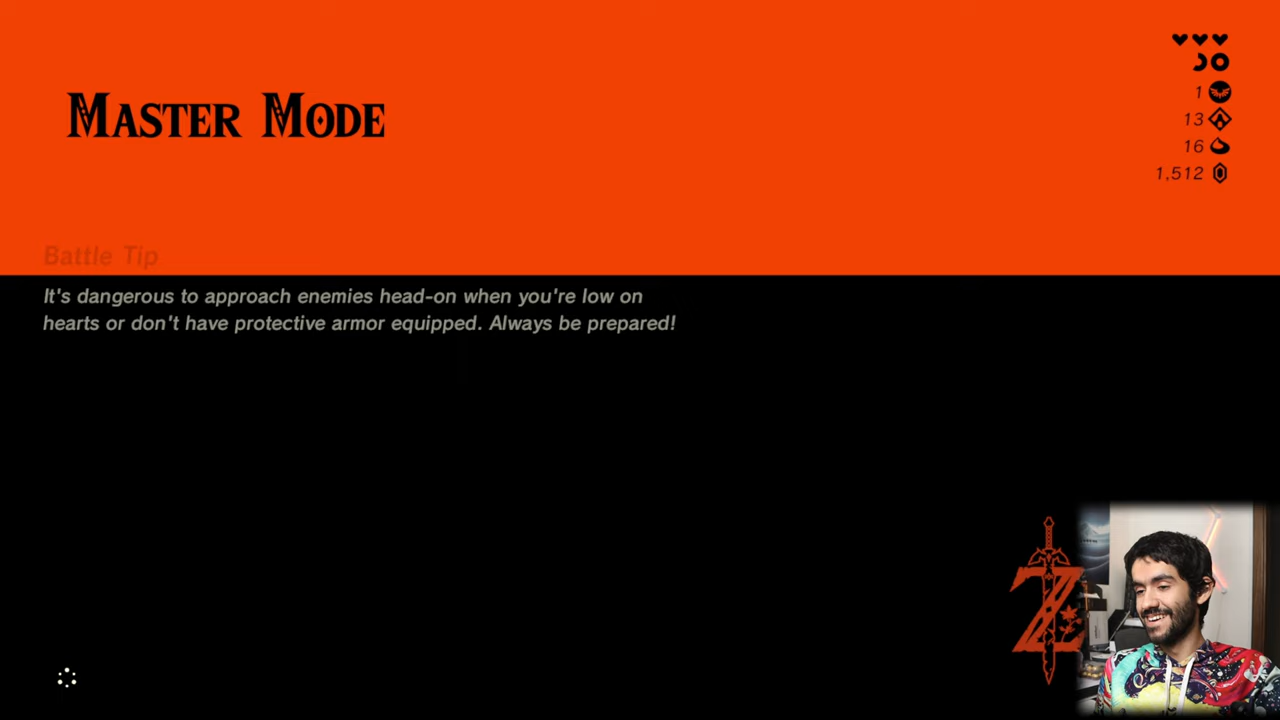 Master Mode
1
13
16
1,512
Battle Tip
It's dangerous to approach enemies head-on when you're low on
hearts or don't have protective armor equipped. Always be prepared!
Z